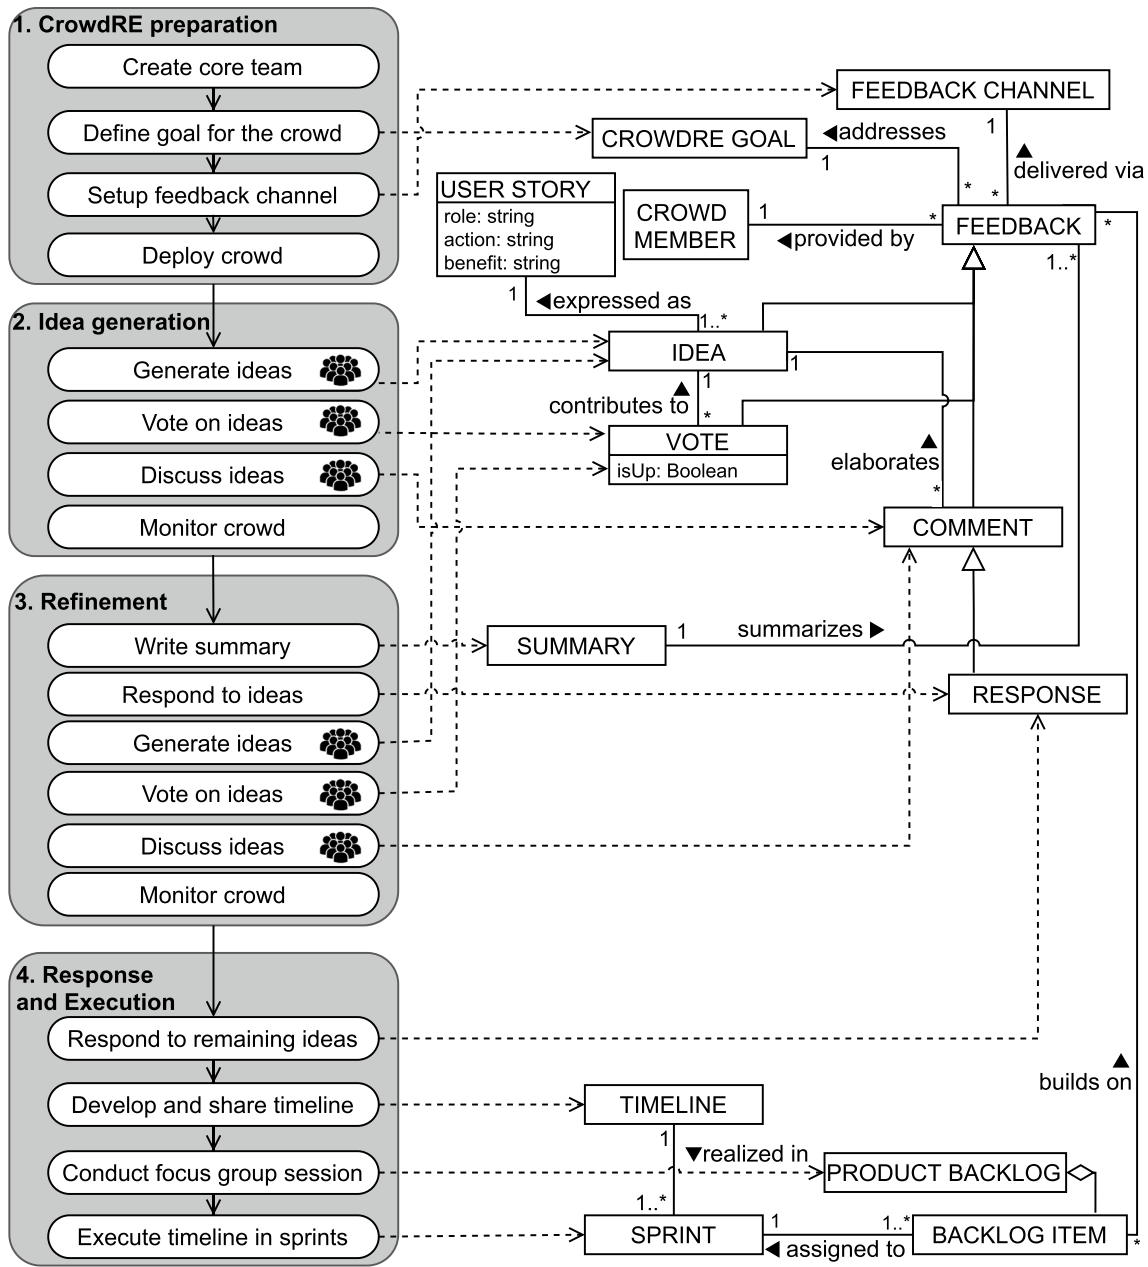 1. CrowdRE preparation
Create core team
Define goal for the crowd
Setup feedback channel
Deploy crowd
2. Idea generation
Generate ideas
Vote on ideas
Discuss ideas
Monitor crowd
3. Refinement
Write summary
Respond to ideas
Generate ideas
Vote on ideas
Discuss ideas
Monitor crowd
4. Response
and Execution
Respond to remaining ideas
Develop and share timeline
Conduct focus group session
Execute timeline in sprints
FEEDBACK CHANNEL
1
◀addresses
CROWDRE GOAL
1
▲
delivered via
*
*
USER STORY
role: string
action: string
benefit: string
CROWD
MEMBER
1
*
◀provided by
FEEDBACK
*
1..*
1
◀expressed as
1..*
IDEA
1
1
contributes to ▲
*
VOTE
isUp: Boolean
▲
elaborates
*
COMMENT
SUMMARY
1
summarizes ▶
RESPONSE
▲
builds on
TIMELINE
1
▼realized in
PRODUCT BACKLOG
1..*
SPRINT
1
1..*
◀ assigned to
BACKLOG ITEM
*